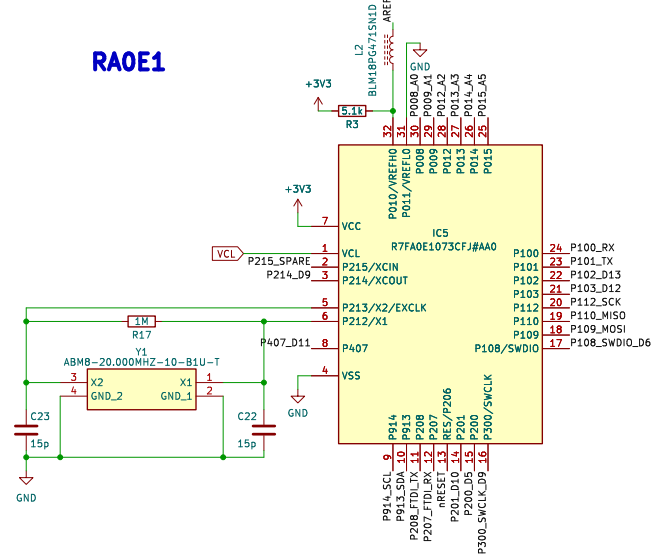 RA0E1
AREF
L2
BLM18PG471SN1D
GND
+3V3
5.1k
R3
P008_A0
P009_A1
P012_A2
P013_A3
P014_A4
P015_A5
32
31
30
29
28
27
26
25
P010/VREFH0
P011/VREFL0
P008
P009
P012
P013
P014
P015
+3V3
7
VCC
IC5
R7FA0E1073CFJ#AA0
VCL
1
VCL
P215_SPARE
2
P215/XCIN
P214_D9
3
P214/XCOUT
5
P213/X2/EXCLK
6
P212/X1
P407_D11
8
P407
4
VSS
GND
P100
24
P100_RX
P101
23
P101_TX
P102
22
P102_D13
P103
21
P103_D12
P112
20
P112_SCK
P110
19
P110_MISO
P109
18
P109_MOSI
P108/SWDIO
17
P108_SWDIO_D6
1M
R17
Y1
ABM8-20.000MHZ-10-B1U-T
3
X2
X1
1
4
GND_2
GND_1
2
C23
15p
C22
15p
GND
P914
P913
P208
P207
RES/P206
P201
P200
P300/SWCLK
9
10
11
12
13
14
15
16
P914_SCL
P913_SDA
P208_FTDI_TX
P207_FTDI_RX
nRESET
P201_D10
P200_D5
P300_SWCLK_D9